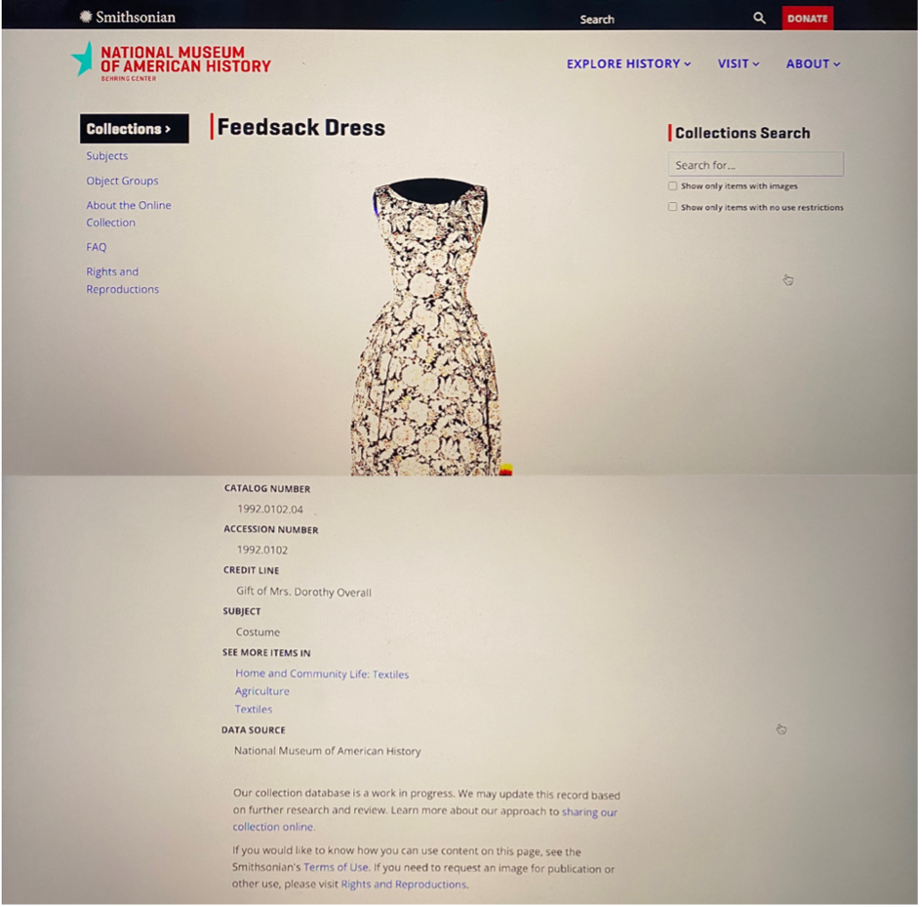 Smithsonian
Search
DONATE
NATIONAL MUSEUM
OF AMERICAN HISTORY
BEHRING CENTER
EXPLORE HISTORY
VISIT
ABOUT
Collections >
Subjects
Object Groups
About the Online
Collection
FAQ
Rights and
Reproductions
Feedsack Dress
Collections Search
Search for...
Show only items with images
Show only items with no use restrictions
CATALOG NUMBER
1992.0102.04
ACCESSION NUMBER
1992.0102
CREDIT LINE
Gift of Mrs. Dorothy Overall
SUBJECT
Costume
SEE MORE ITEMS IN
Home and Community Life: Textiles
Agriculture
Textiles
DATA SOURCE
National Museum of American History
Our collection database is a work in progress. We may update this record based
on further research and review. Learn more about our approach to sharing our
collection online.
If you would like to know how you can use content on this page, see the
Smithsonian's Terms of Use. If you need to request an image for publication or
other use, please visit Rights and Reproductions.